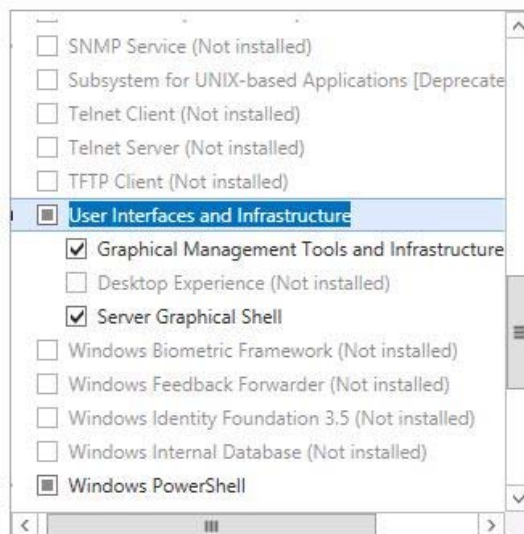 SNMP Service (Not installed)
Subsystem for UNIX-based Applications [Deprecate
Telnet Client (Not installed)
Telnet Server (Not installed)
TFTP Client (Not installed)
User Interfaces and Infrastructure
Graphical Management Tools and Infrastructure
Desktop Experience (Not installed)
Server Graphical Shell
Windows Biometric Framework (Not installed)
Windows Feedback Forwarder (Not installed)
Windows Identity Foundation 3.5 (Not installed)
Windows Internal Database (Not installed)
Windows PowerShell